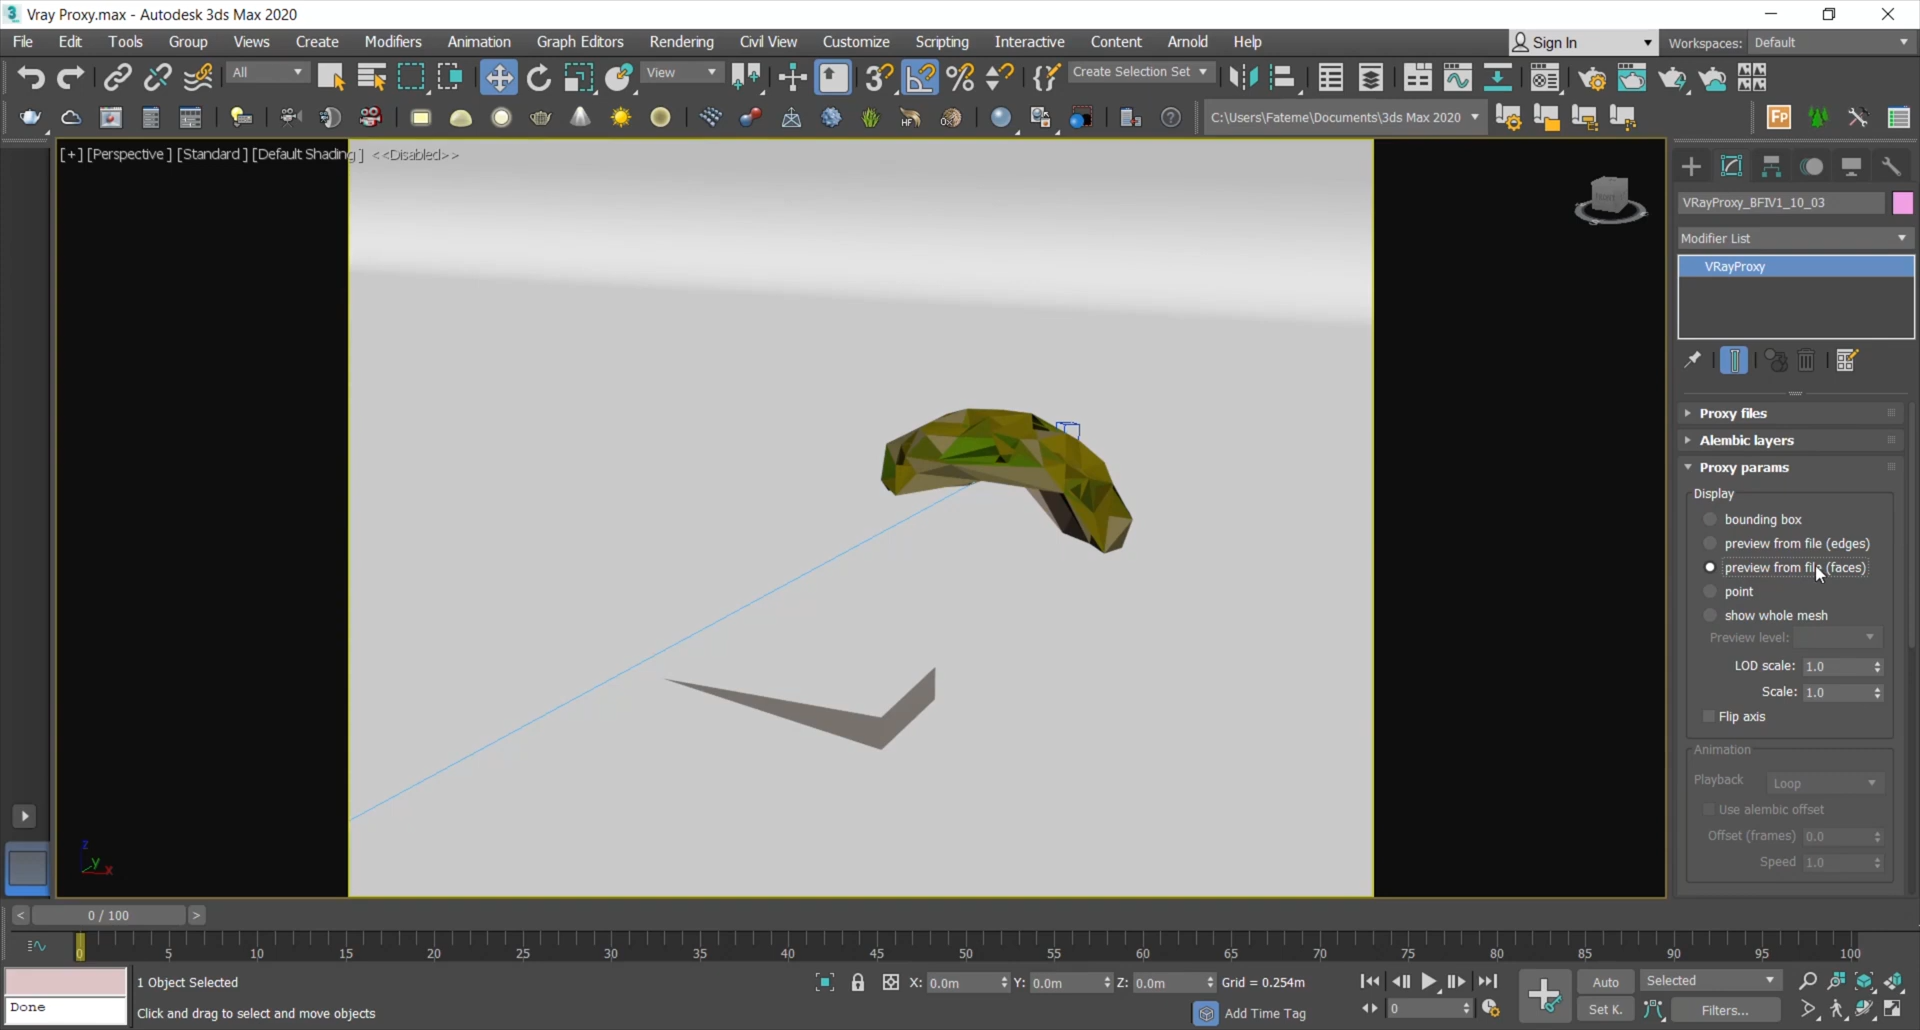 Vray Proxy.max - Autodesk 3ds Max 2020
File Edit Tools Group Views Create Modifiers Animation Graph Editors Rendering Civil View Customize Scripting Interactive Content Arnold Help
Sign In
Workspaces: Default
All
View
Create Selection Set
C:\Users\Fateme\Documents\3ds Max 2020
Fp
[+] [Perspective ] [Standard ] [Default Shading ] <<Disabled>>
VRayProxy_BFIV1_10_03
Modifier List
VRayProxy
Proxy files
Alembic layers
Proxy params
Display
bounding box
preview from file (edges)
preview from file (faces)
point
show whole mesh
Preview level:
LOD scale: 1.0
Scale: 1.0
Flip axis
Animation
Playback Loop
Use alembic offset
Offset (frames) 0.0
Speed 1.0
z
y
x
< 0 / 100 >
0 5 10 15 20 25 30 35 40 45 50 55 60 65 70 75 80 85 90 95 100
1 Object Selected
X: 0.0m Y: 0.0m Z: 0.0m Grid = 0.254m
Auto Selected
Done
Click and drag to select and move objects
Add Time Tag
0
Set K. Filters...